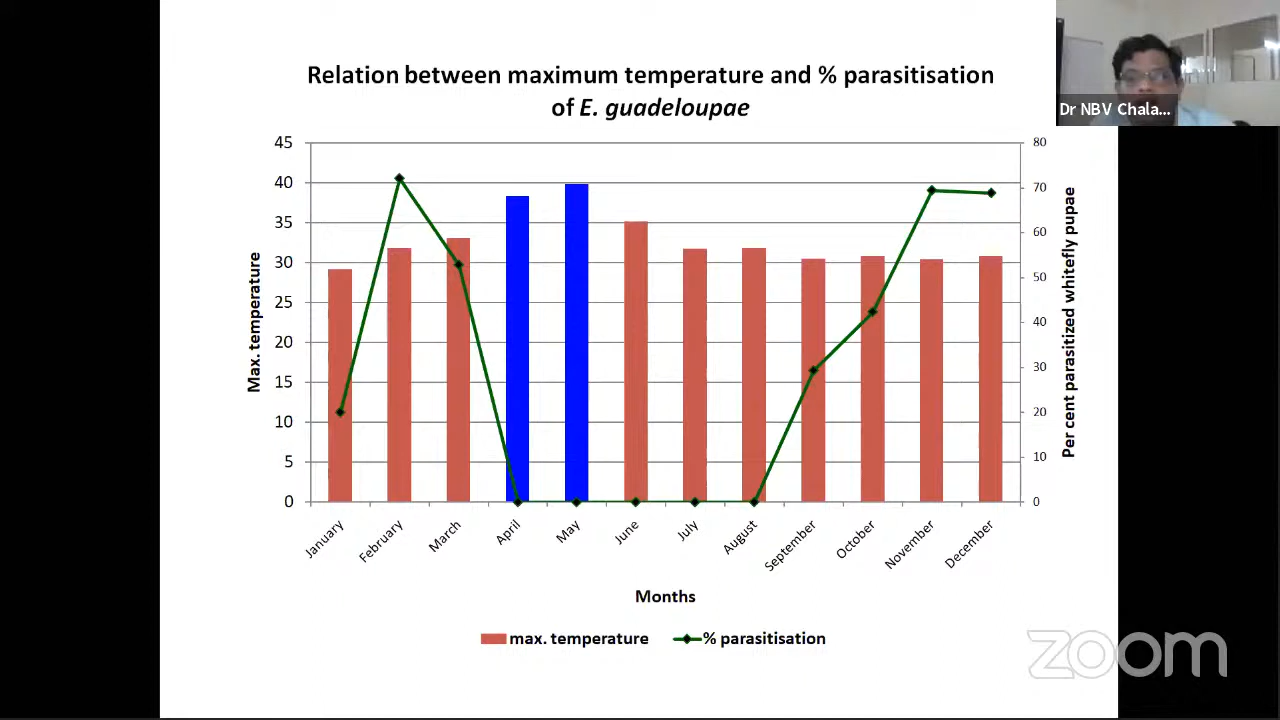 Relation between maximum temperature and % parasitisation
of E. guadeloupae
Dr NBV Chala...
45
40
35
30
25
20
15
10
5
0
Max. temperature
80
70
60
50
40
30
20
10
0
Per cent parasitized whitefly pupae
January
February
March
April
May
June
July
August
September
October
November
December
Months
max. temperature
% parasitisation
zoom